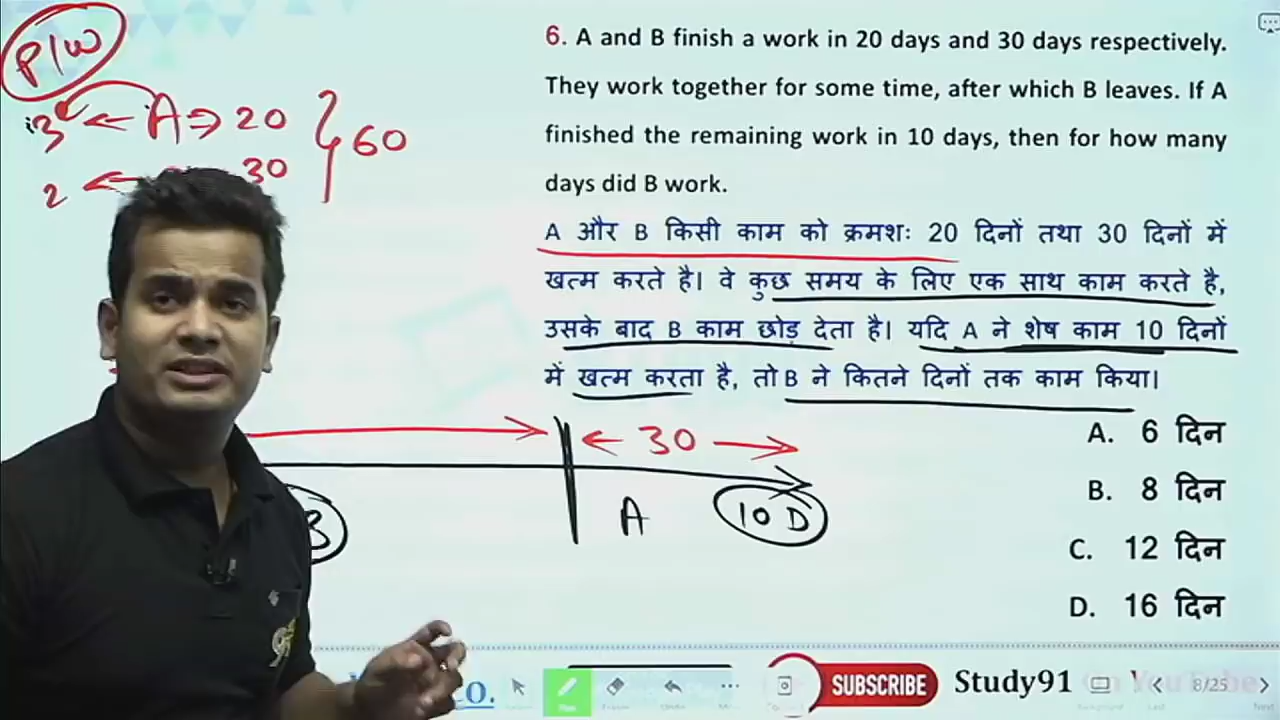 P/W
3 ← A ⇒ 20
60
2 ← 30
6. A and B finish a work in 20 days and 30 days respectively.
They work together for some time, after which B leaves. If A
finished the remaining work in 10 days, then for how many
days did B work.
A और B किसी काम को क्रमशः 20 दिनों तथा 30 दिनों में
खत्म करते है। वे कुछ समय के लिए एक साथ काम करते है,
उसके बाद B काम छोड़ देता है। यदि A ने शेष काम 10 दिनों
में खत्म करता है, तो B ने कितने दिनों तक काम किया।
← 30 →
A 10 D
B
A. 6 दिन
B. 8 दिन
C. 12 दिन
D. 16 दिन
SUBSCRIBE Study91 On YouTube
8/25